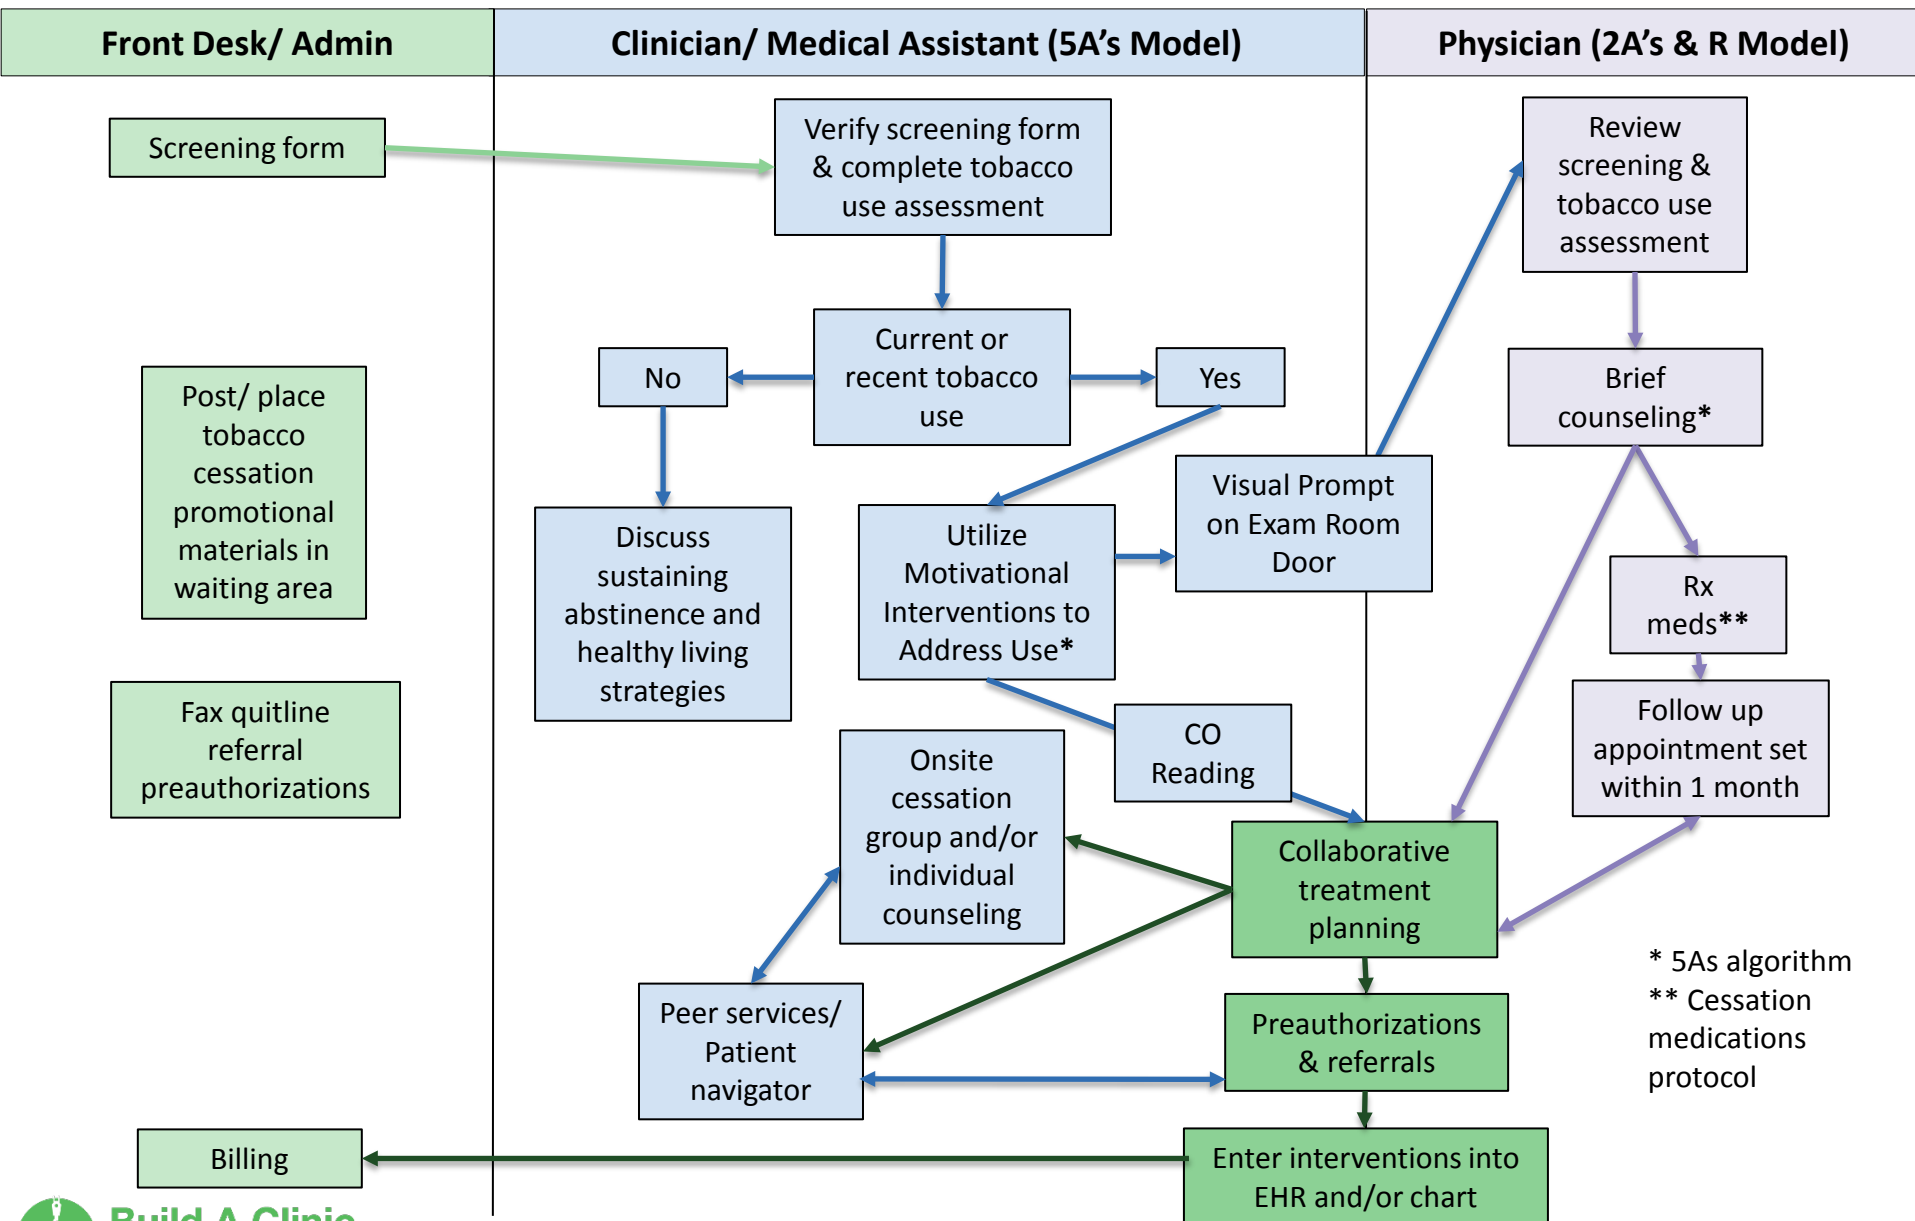 Front Desk/ Admin
Clinician/ Medical Assistant (5A's Model)
Physician (2A's & R Model)
Screening form
Verify screening form
& complete tobacco
use assessment
Review
screening &
tobacco use
assessment
Current or
recent tobacco
use
No
Yes
Brief
counseling*
Post/ place
tobacco
cessation
promotional
materials in
waiting area
Discuss
sustaining
abstinence and
healthy living
strategies
Utilize
Motivational
Interventions to
Address Use*
Visual Prompt
on Exam Room
Door
Rx
meds**
Fax quitline
referral
preauthorizations
CO
Reading
Follow up
appointment set
within 1 month
Onsite
cessation
group and/or
individual
counseling
Collaborative
treatment
planning
* 5As algorithm
** Cessation
medications
protocol
Peer services/
Patient
navigator
Preauthorizations
& referrals
Billing
Enter interventions into
EHR and/or chart
Build A Clinic